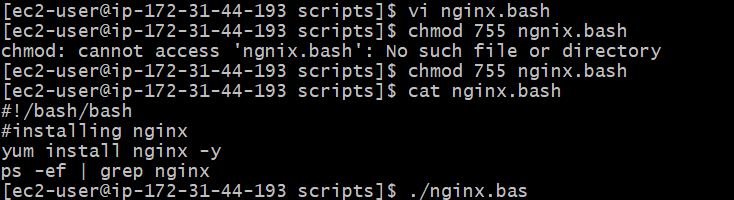 [ec2-user@ip-172-31-44-193 scripts]$ vi nginx.bash
[ec2-user@ip-172-31-44-193 scripts]$ chmod 755 ngnix.bash
chmod: cannot access 'ngnix.bash': No such file or directory
[ec2-user@ip-172-31-44-193 scripts]$ chmod 755 nginx.bash
[ec2-user@ip-172-31-44-193 scripts]$ cat nginx.bash
#!/bash/bash
#installing nginx
yum install nginx -y
ps -ef | grep nginx
[ec2-user@ip-172-31-44-193 scripts]$ ./nginx.bas